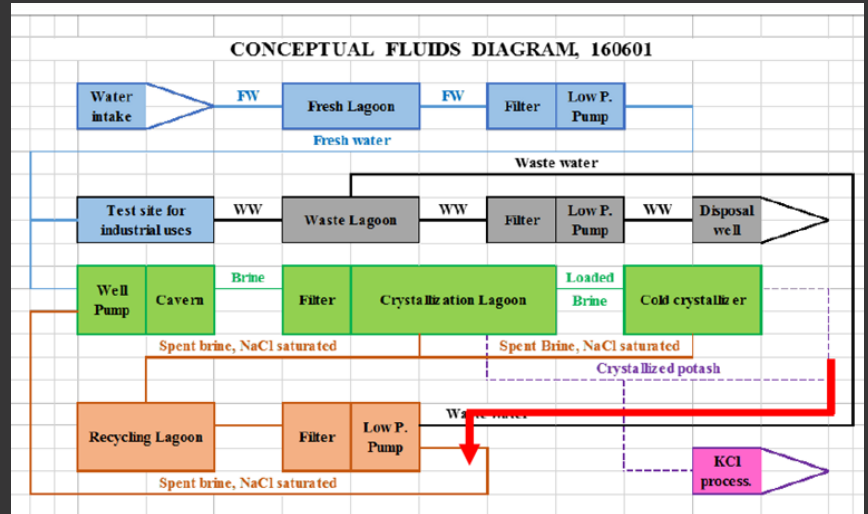 CONCEPTUAL FLUIDS DIAGRAM, 160601
Water
intake
FW
Fresh Lagoon
FW
Filter
Low P.
Pump
Fresh water
Waste water
Test site for
industrial uses
WW
Waste Lagoon
WW
Filter
Low P.
Pump
WW
Disposal
well
Well
Pump
Cavern
Brine
Filter
Crystallization Lagoon
Loaded
Brine
Cold crystallizer
Spent brine, NaCl saturated
Spent Brine, NaCl saturated
Crystallized potash
Recycling Lagoon
Filter
Low P.
Pump
KCl
process.
Spent brine, NaCl saturated